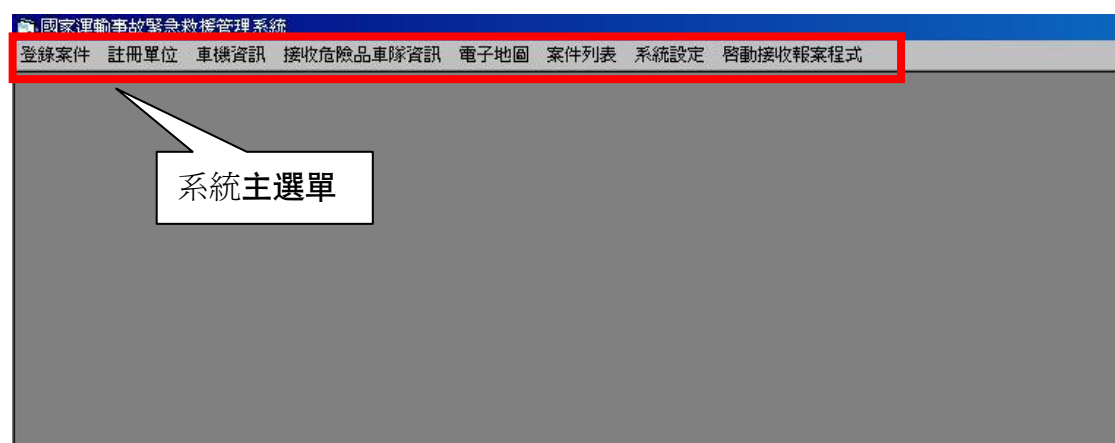 國家運輸事故緊急救援管理系統
登錄案件 註冊單位 車機資訊 接收危險品車隊資訊 電子地圖 案件列表 系統設定 啓動接收報案程式
系統主選單